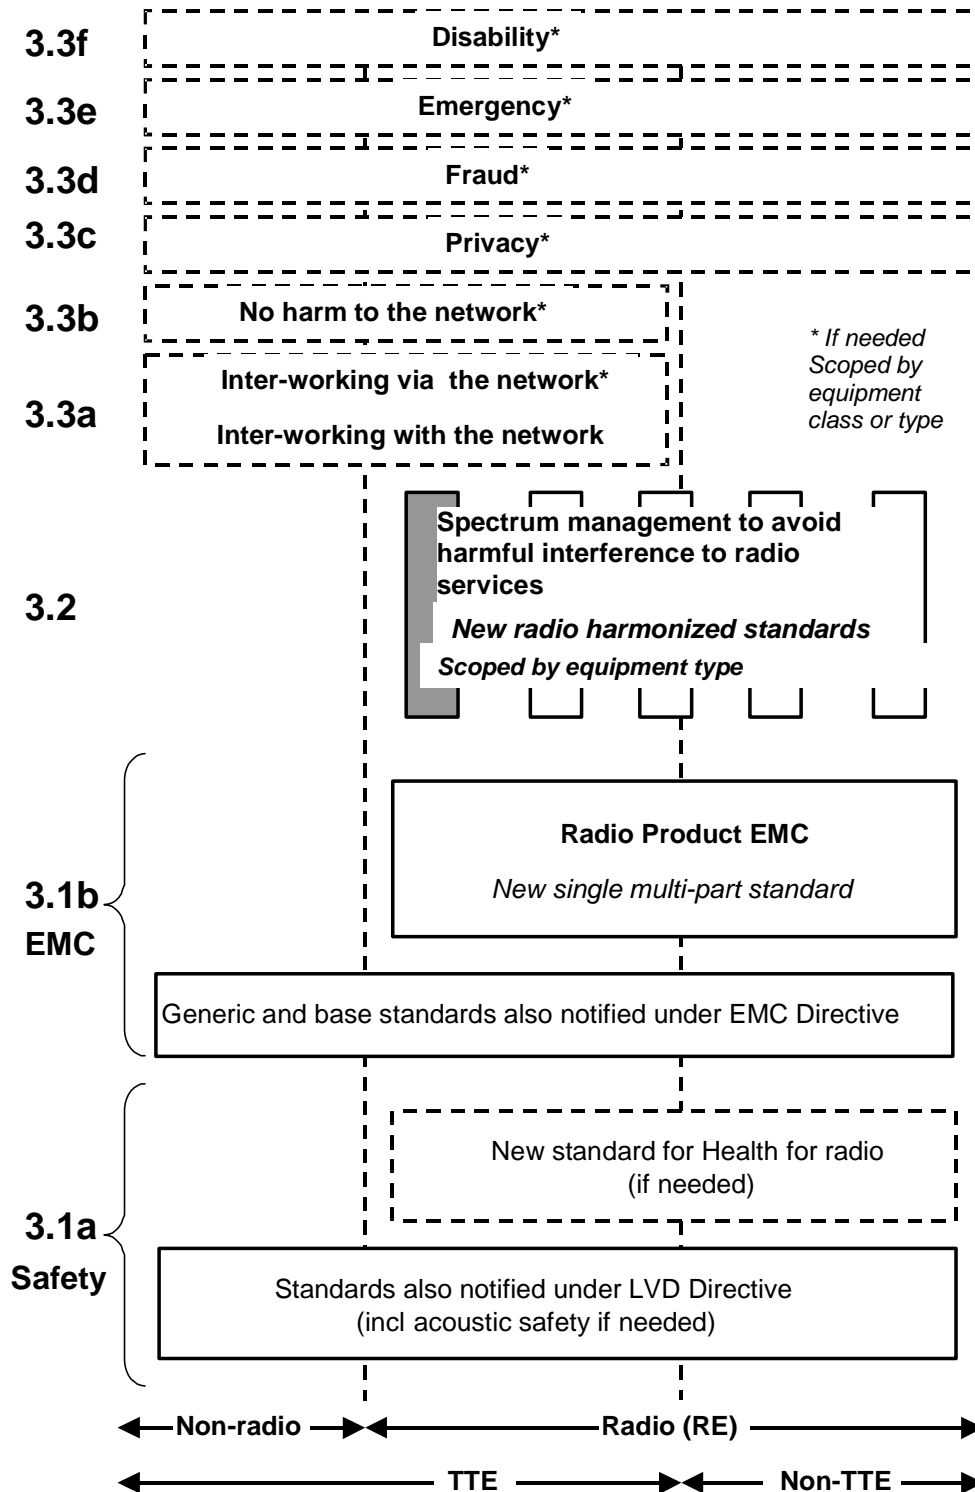 3.3f
Disability*
3.3e
Emergency*
3.3d
Fraud*
3.3c
Privacy*
3.3b
No harm to the network*
* If needed
Scoped by
equipment
class or type
3.3a
Inter-working via the network*
Inter-working with the network
3.2
Spectrum management to avoid
harmful interference to radio
services
New radio harmonized standards
Scoped by equipment type
3.1b
EMC
Radio Product EMC
New single multi-part standard
Generic and base standards also notified under EMC Directive
3.1a
Safety
New standard for Health for radio
(if needed)
Standards also notified under LVD Directive
(incl acoustic safety if needed)
Non-radio
Radio (RE)
TTE
Non-TTE